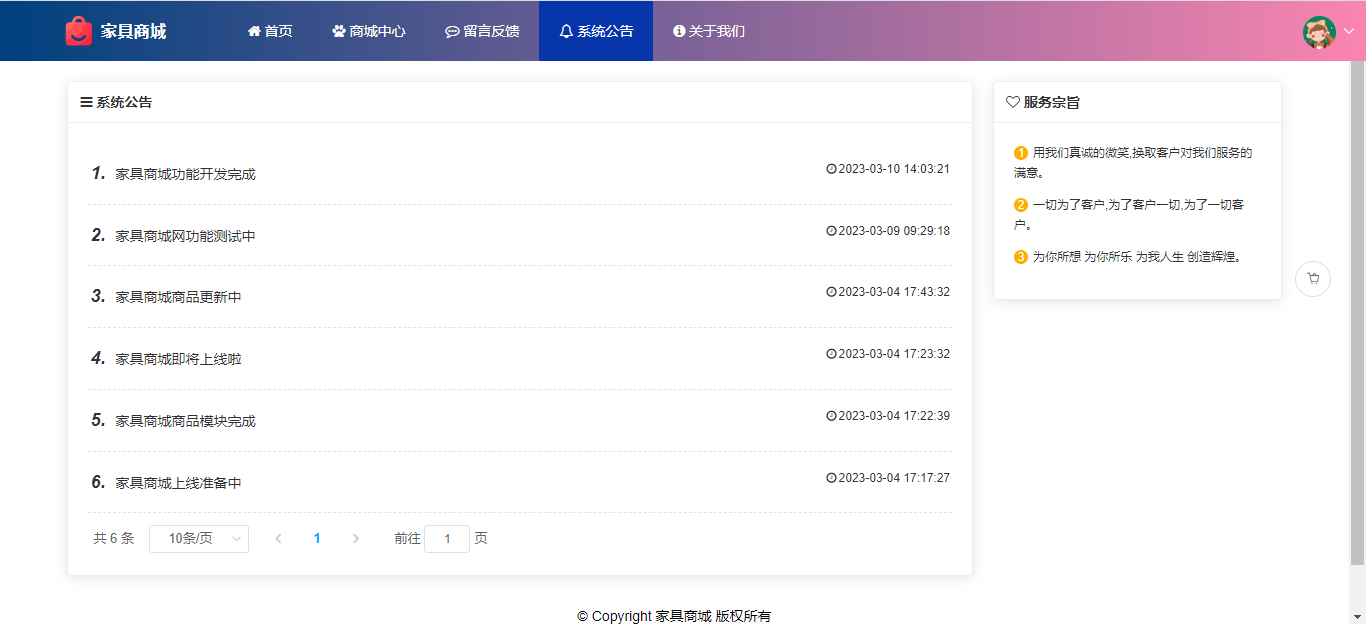 家具商城 首页 商城中心 留言反馈 系统公告 关于我们
系统公告
1. 家具商城功能开发完成 2023-03-10 14:03:21
2. 家具商城网功能测试中 2023-03-09 09:29:18
3. 家具商城商品更新中 2023-03-04 17:43:32
4. 家具商城即将上线啦 2023-03-04 17:23:32
5. 家具商城商品模块完成 2023-03-04 17:22:39
6. 家具商城上线准备中 2023-03-04 17:17:27
共 6 条 10条/页 1 前往 1 页
服务宗旨
1 用我们真诚的微笑,换取客户对我们服务的
满意。
2 一切为了客户,为了客户一切,为了一切客
户。
3 为你所想 为你所乐 为我人生 创造辉煌。
© Copyright 家具商城 版权所有